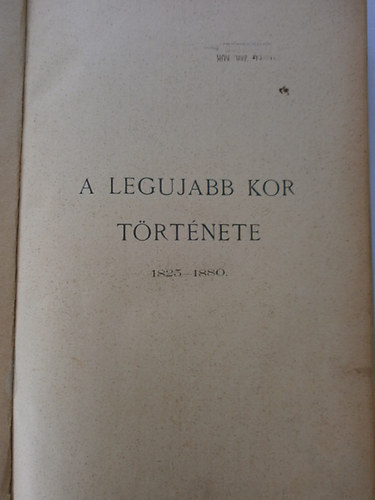 A LEGUJABB KOR
TÖRTÉNETE
1825–1880.